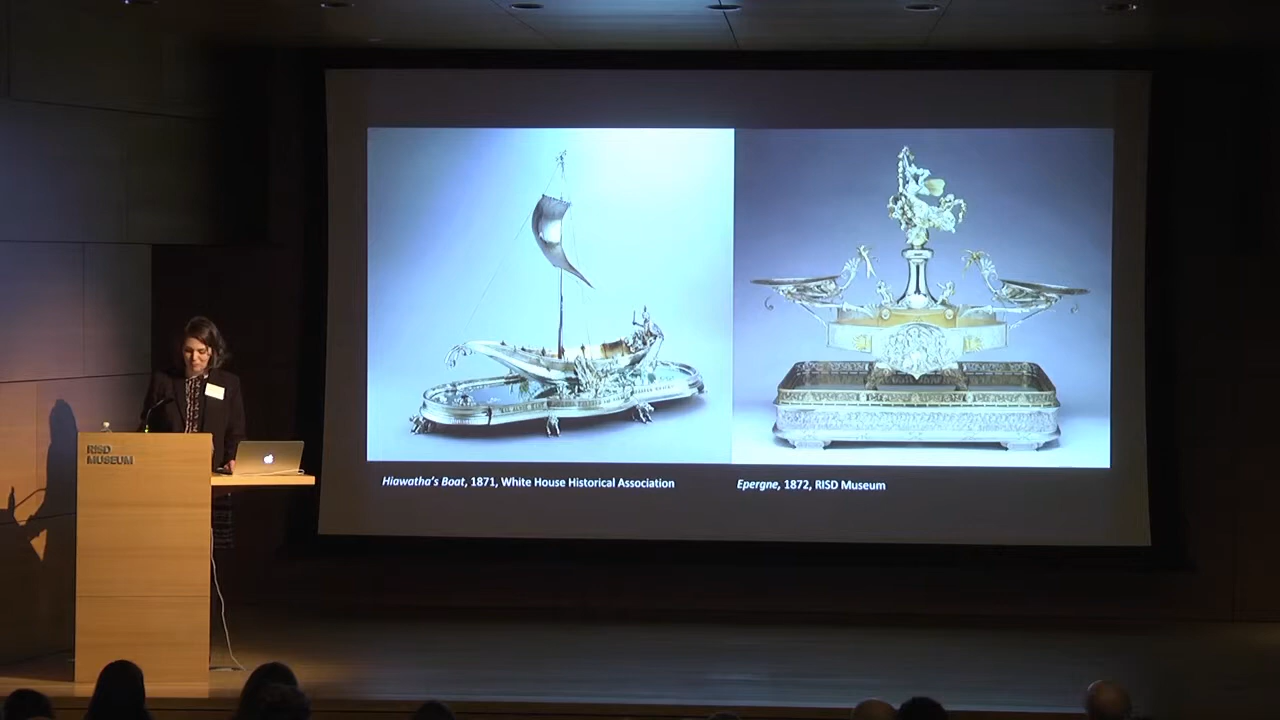 RISD
MUSEUM
Hiawatha's Boat, 1871, White House Historical Association
Epergne, 1872, RISD Museum